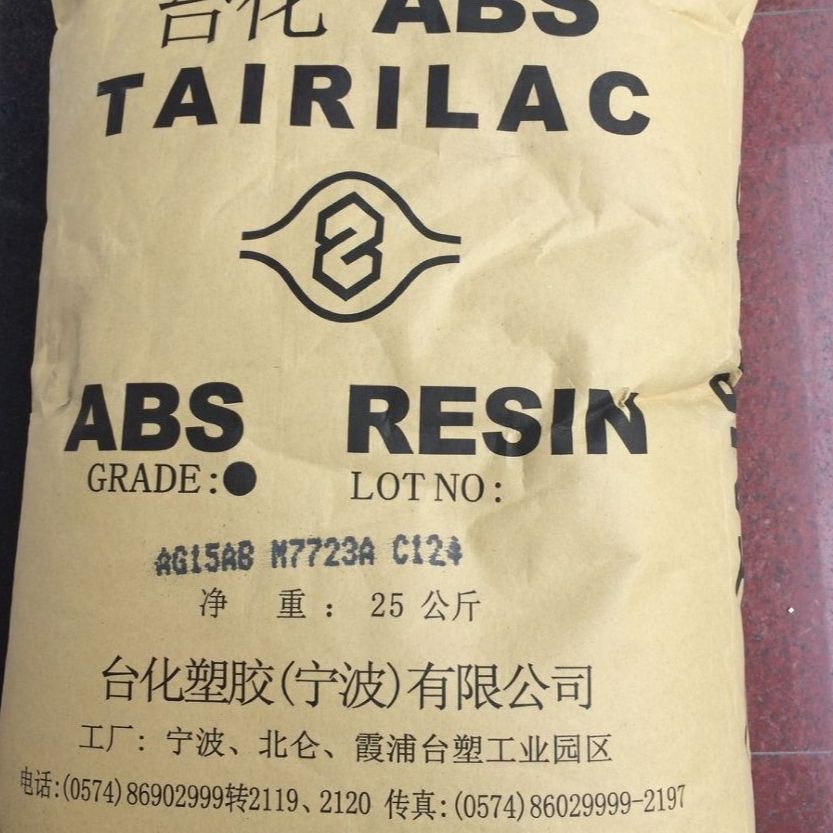 台化 ABS
TAIRILAC
ABS RESIN
GRADE:● LOT NO:
AG15AB M7723A C124
净 重 : 25 公斤
台化塑胶(宁波)有限公司
工厂: 宁波、北仑、霞浦台塑工业园区
电话:(0574)86902999转2119、2120 传真:(0574)86029999-2197